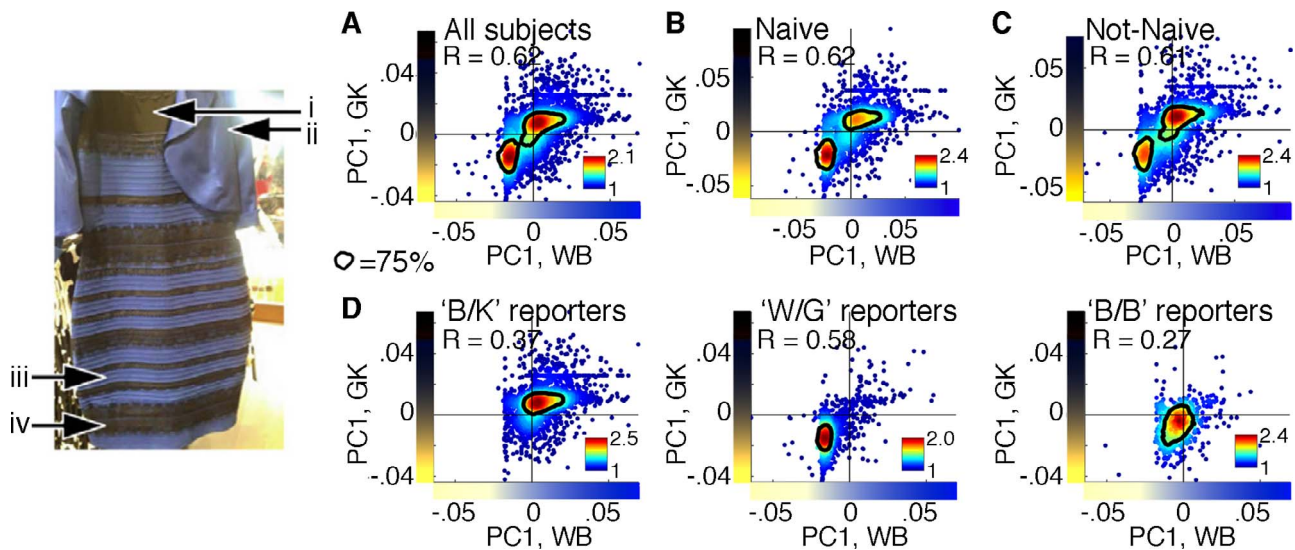 i
ii
iii
iv
A
All subjects
R = 0.62
PC1, GK
.04
0
-.04
2.1
1
-.05
0
.05
PC1, WB
B
Naive
R = 0.62
PC1, GK
.05
0
-.05
2.4
1
-.05
0
.05
PC1, WB
C
Not-Naive
R = 0.61
PC1, GK
.05
0
-.05
2.4
1
-.05
0
.05
PC1, WB
=75%
D
‘B/K’ reporters
R = 0.37
PC1, GK
.04
0
-.04
2.5
1
-.05
0
.05
PC1, WB
‘W/G’ reporters
R = 0.58
PC1, GK
.04
0
-.04
2.0
1
-.05
0
.05
PC1, WB
‘B/B’ reporters
R = 0.27
PC1, GK
.04
0
-.04
2.4
1
-.05
0
.05
PC1, WB